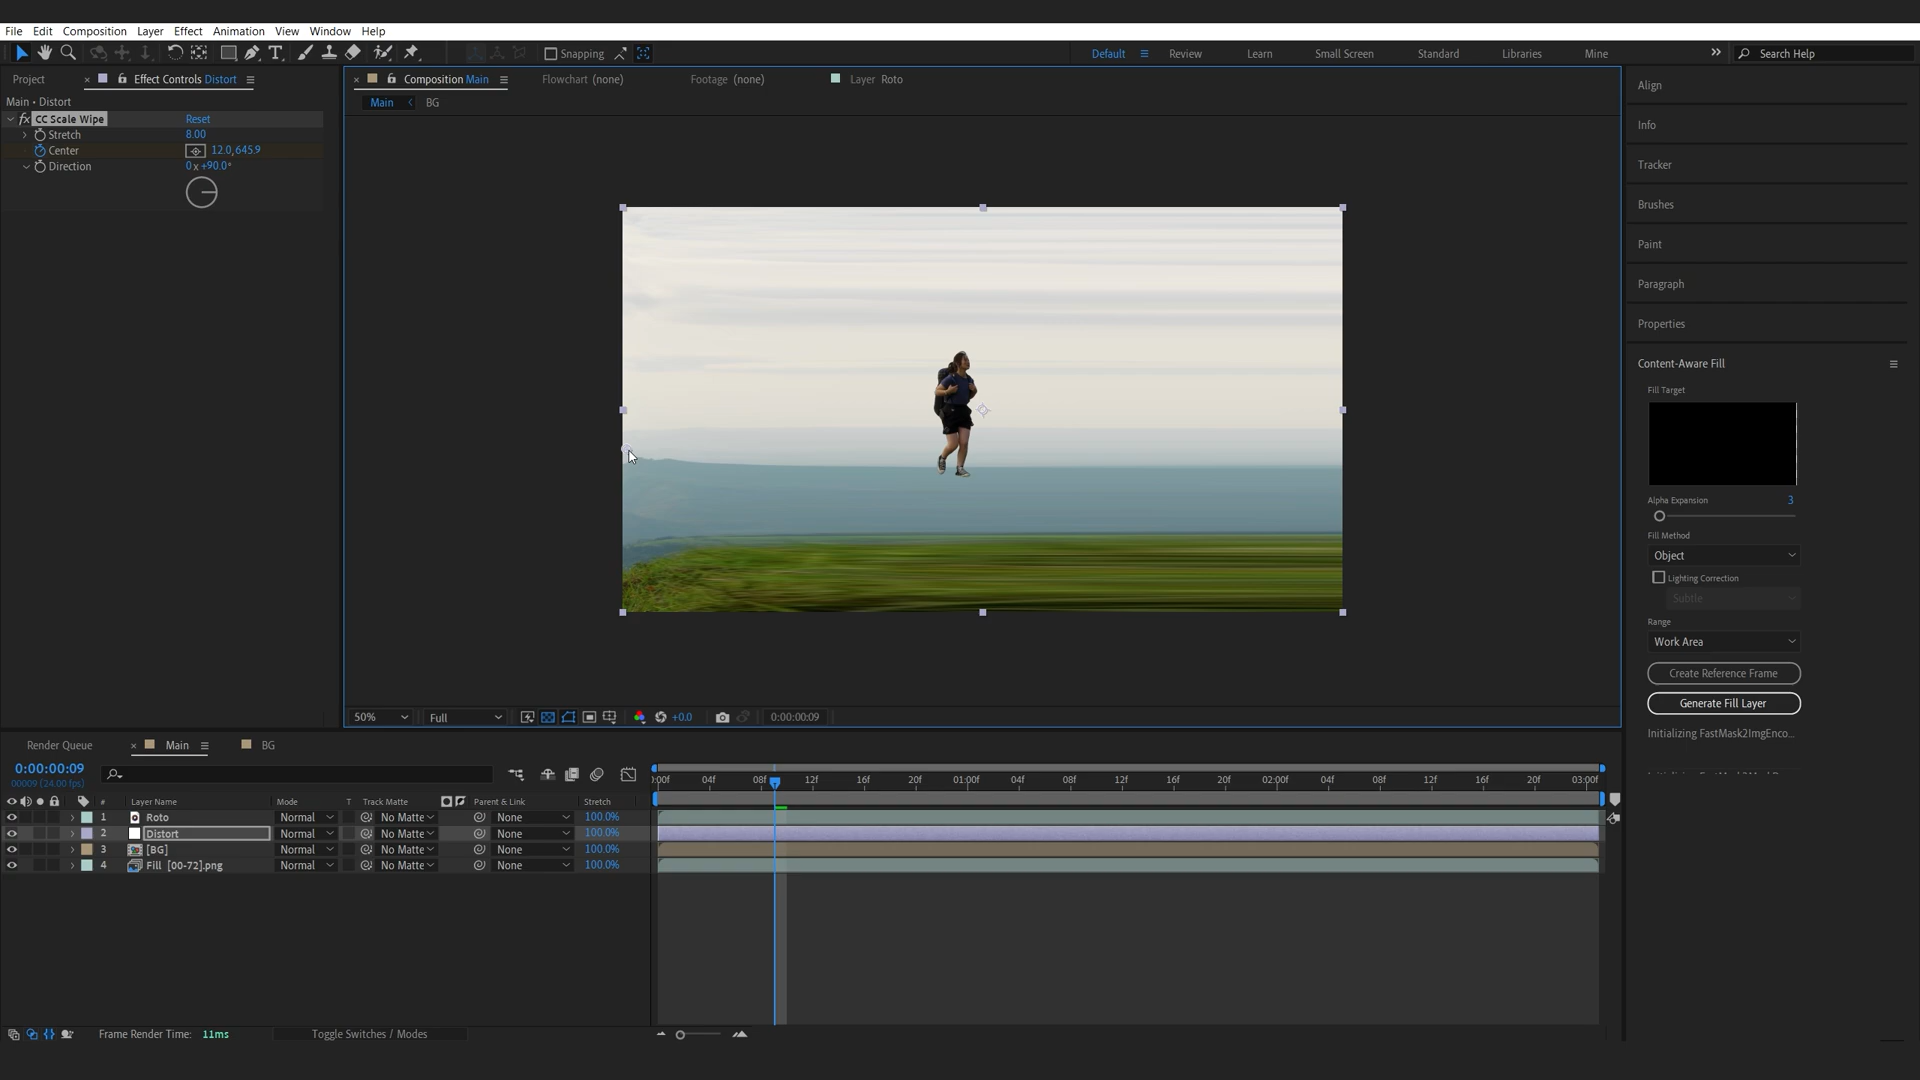 File Edit Composition Layer Effect Animation View Window Help
Snapping
Default Review Learn Small Screen Standard Libraries Mine Search Help
Project Effect Controls Distort
Main • Distort
fx CC Scale Wipe Reset
Stretch 8.00
Center 12.0,645.9
Direction 0x+90.0°
Composition Main Flowchart (none) Footage (none) Layer Roto
Main BG
50% Full +0.0 0:00:00:09
Align
Info
Tracker
Brushes
Paint
Paragraph
Properties
Content-Aware Fill
Fill Target
Alpha Expansion 3
Fill Method
Object
Lighting Correction
Subtle
Range
Work Area
Create Reference Frame
Generate Fill Layer
Initializing FastMask2ImgEnco...
Render Queue Main BG
0:00:00:09
00009 (24.00 fps)
:00f 04f 08f 12f 16f 20f 01:00f 04f 08f 12f 16f 20f 02:00f 04f 08f 12f 16f 20f 03:00f
# Layer Name Mode T Track Matte Parent & Link Stretch
1 Roto Normal No Matte None 100.0%
2 Distort Normal No Matte None 100.0%
3 [BG] Normal No Matte None 100.0%
4 Fill [00-72].png Normal No Matte None 100.0%
Frame Render Time: 11ms Toggle Switches / Modes